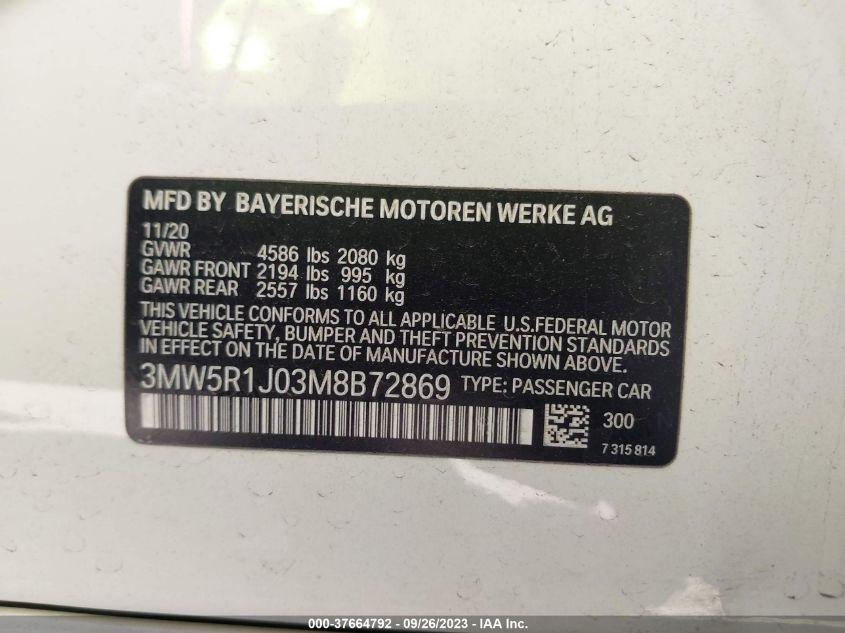 MFD BY BAYERISCHE MOTOREN WERKE AG
11/20
GVWR 4586 lbs 2080 kg
GAWR FRONT 2194 lbs 995 kg
GAWR REAR 2557 lbs 1160 kg
THIS VEHICLE CONFORMS TO ALL APPLICABLE U.S.FEDERAL MOTOR
VEHICLE SAFETY, BUMPER AND THEFT PREVENTION STANDARDS
IN EFFECT ON THE DATE OF MANUFACTURE SHOWN ABOVE.
3MW5R1J03M8B72869 TYPE: PASSENGER CAR
300
7 315 814
000-37664792 - 09/26/2023 - IAA Inc.